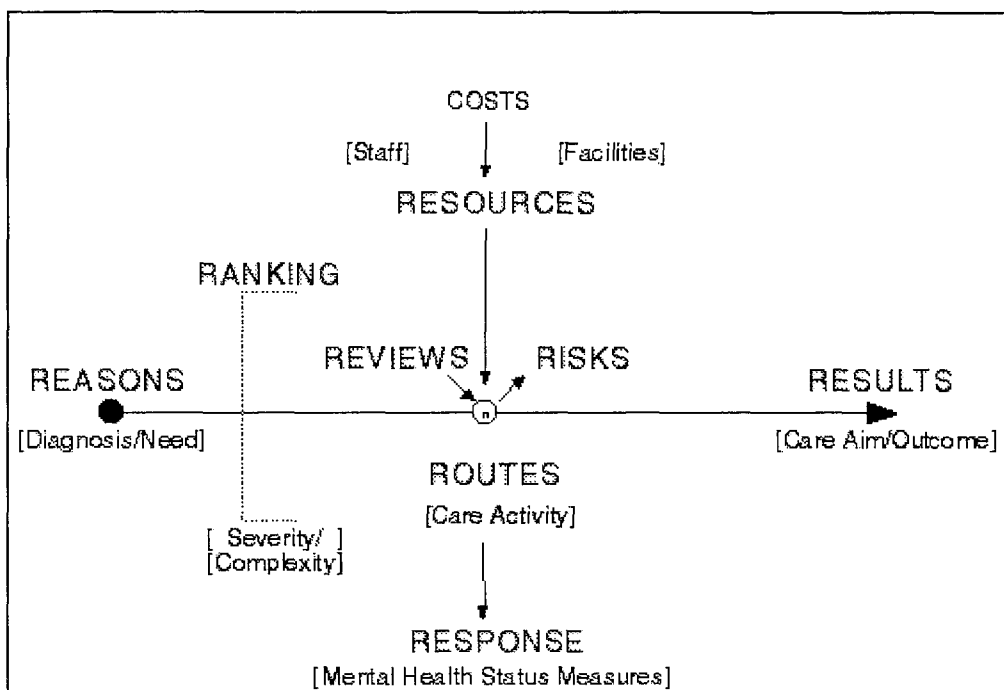 COSTS
[Staff] [Facilities]
RESOURCES
RANKING
REVIEWS RISKS
REASONS RESULTS
n
[Diagnosis/Need] [Care Aim/Outcome]
ROUTES
[Care Activity]
[ Severity/ ]
[Complexity]
RESPONSE
[Mental Health Status Measures]